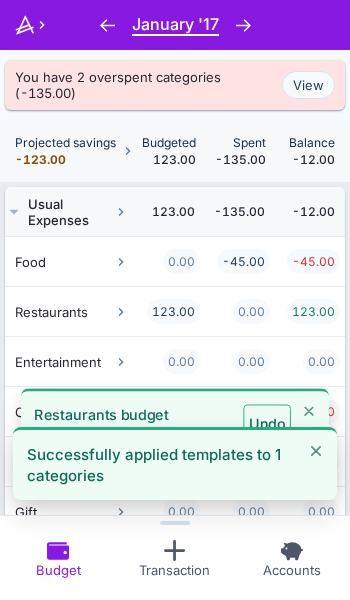 January '17
You have 2 overspent categories
(-135.00)
View
Projected savings Budgeted Spent Balance
-123.00 123.00 -135.00 -12.00
Usual
Expenses 123.00 -135.00 -12.00
Food 0.00 -45.00 -45.00
Restaurants 123.00 0.00 123.00
Entertainment 0.00 0.00 0.00
Restaurants budget
Undo
Successfully applied templates to 1
categories
Gift 0.00 0.00 0.00
Budget Transaction Accounts